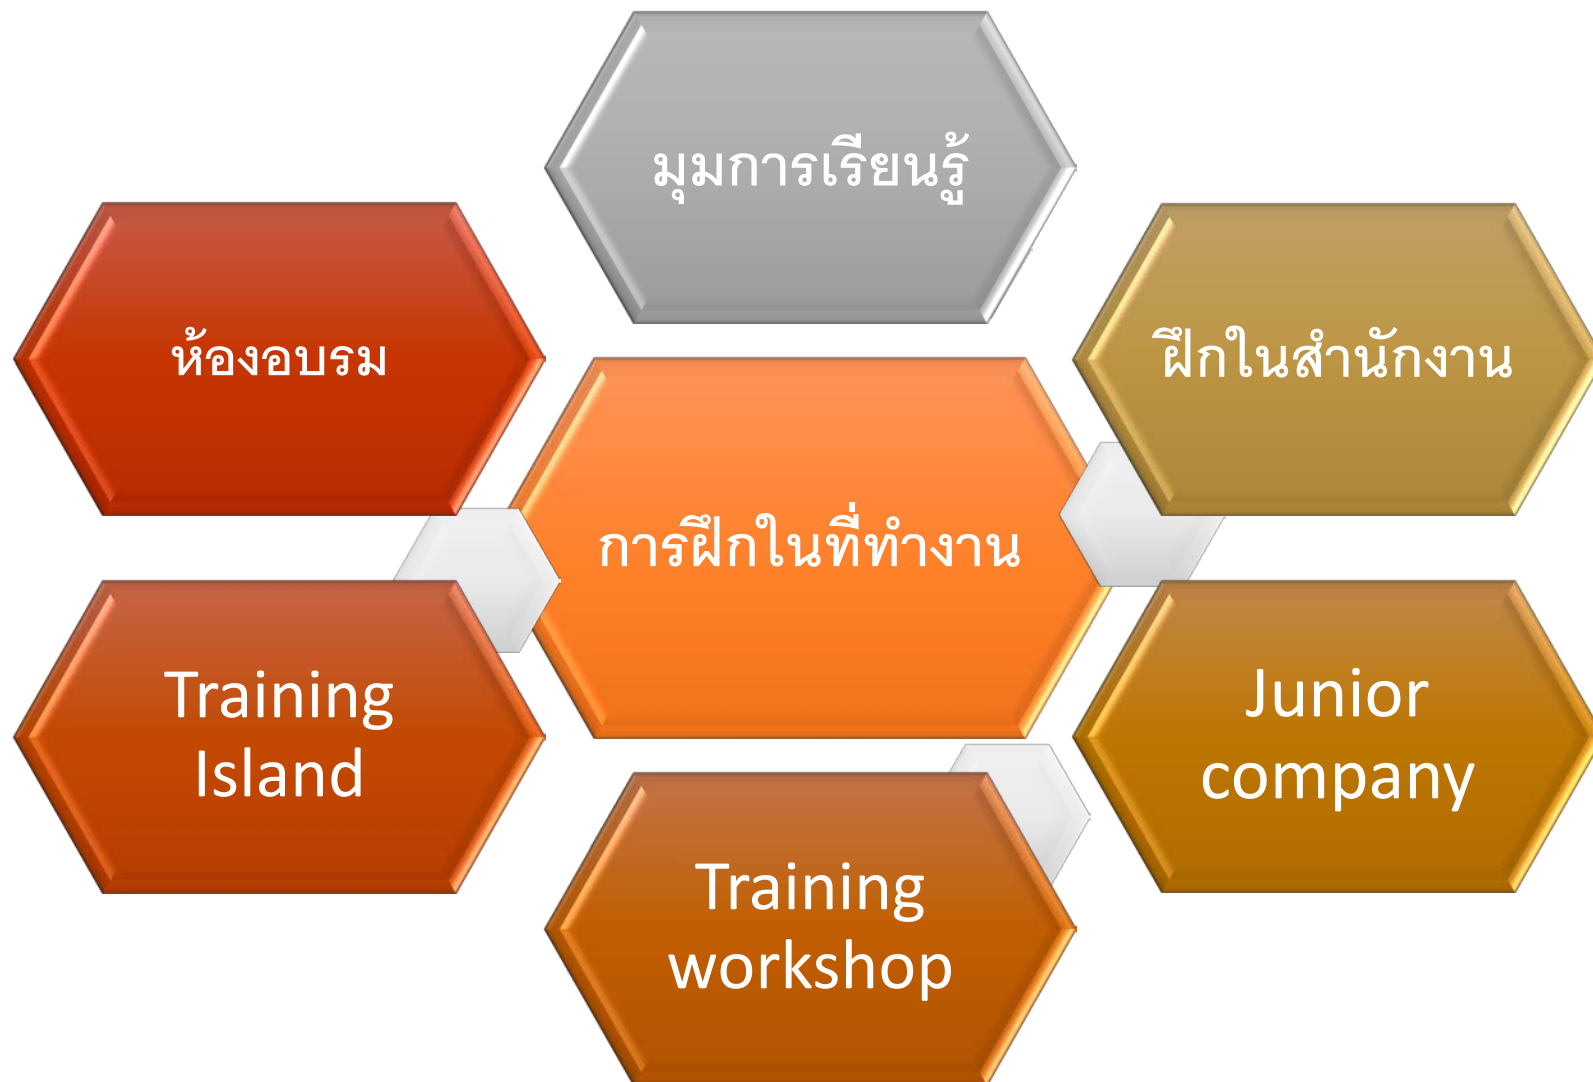 มุมการเรียนรู้
ห้องอบรม
ฝึกในสำนักงาน
การฝึกในที่ทำงาน
Training
Island
Junior
company
Training
workshop